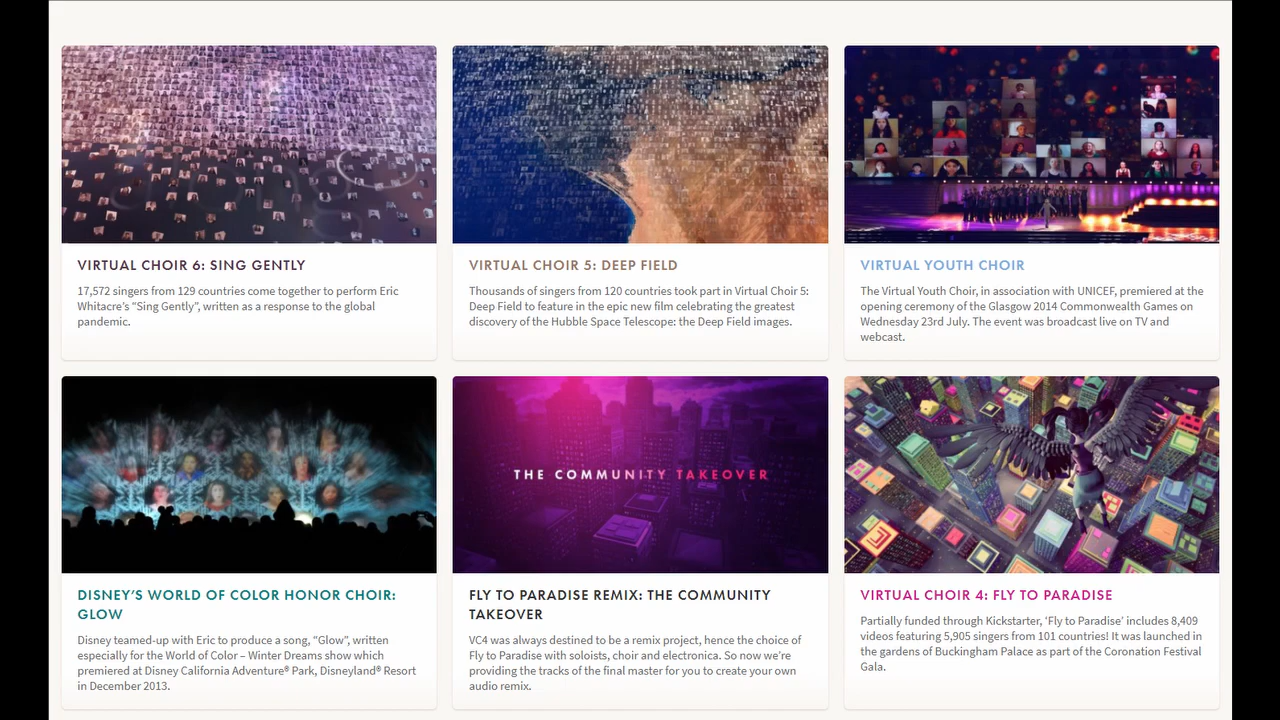 VIRTUAL CHOIR 6: SING GENTLY
17,572 singers from 129 countries come together to perform Eric
Whitacre's “Sing Gently”, written as a response to the global
pandemic.
VIRTUAL CHOIR 5: DEEP FIELD
Thousands of singers from 120 countries took part in Virtual Choir 5:
Deep Field to feature in the epic new film celebrating the greatest
discovery of the Hubble Space Telescope: the Deep Field images.
VIRTUAL YOUTH CHOIR
The Virtual Youth Choir, in association with UNICEF, premiered at the
opening ceremony of the Glasgow 2014 Commonwealth Games on
Wednesday 23rd July. The event was broadcast live on TV and
webcast.
DISNEY'S WORLD OF COLOR HONOR CHOIR:
GLOW
Disney teamed-up with Eric to produce a song, “Glow”, written
especially for the World of Color – Winter Dreams show which
premiered at Disney California Adventure® Park, Disneyland® Resort
in December 2013.
THE COMMUNITY TAKEOVER
FLY TO PARADISE REMIX: THE COMMUNITY
TAKEOVER
VC4 was always destined to be a remix project, hence the choice of
Fly to Paradise with soloists, choir and electronica. So now we're
providing the tracks of the final master for you to create your own
audio remix.
VIRTUAL CHOIR 4: FLY TO PARADISE
Partially funded through Kickstarter, ‘Fly to Paradise’ includes 8,409
videos featuring 5,905 singers from 101 countries! It was launched in
the gardens of Buckingham Palace as part of the Coronation Festival
Gala.